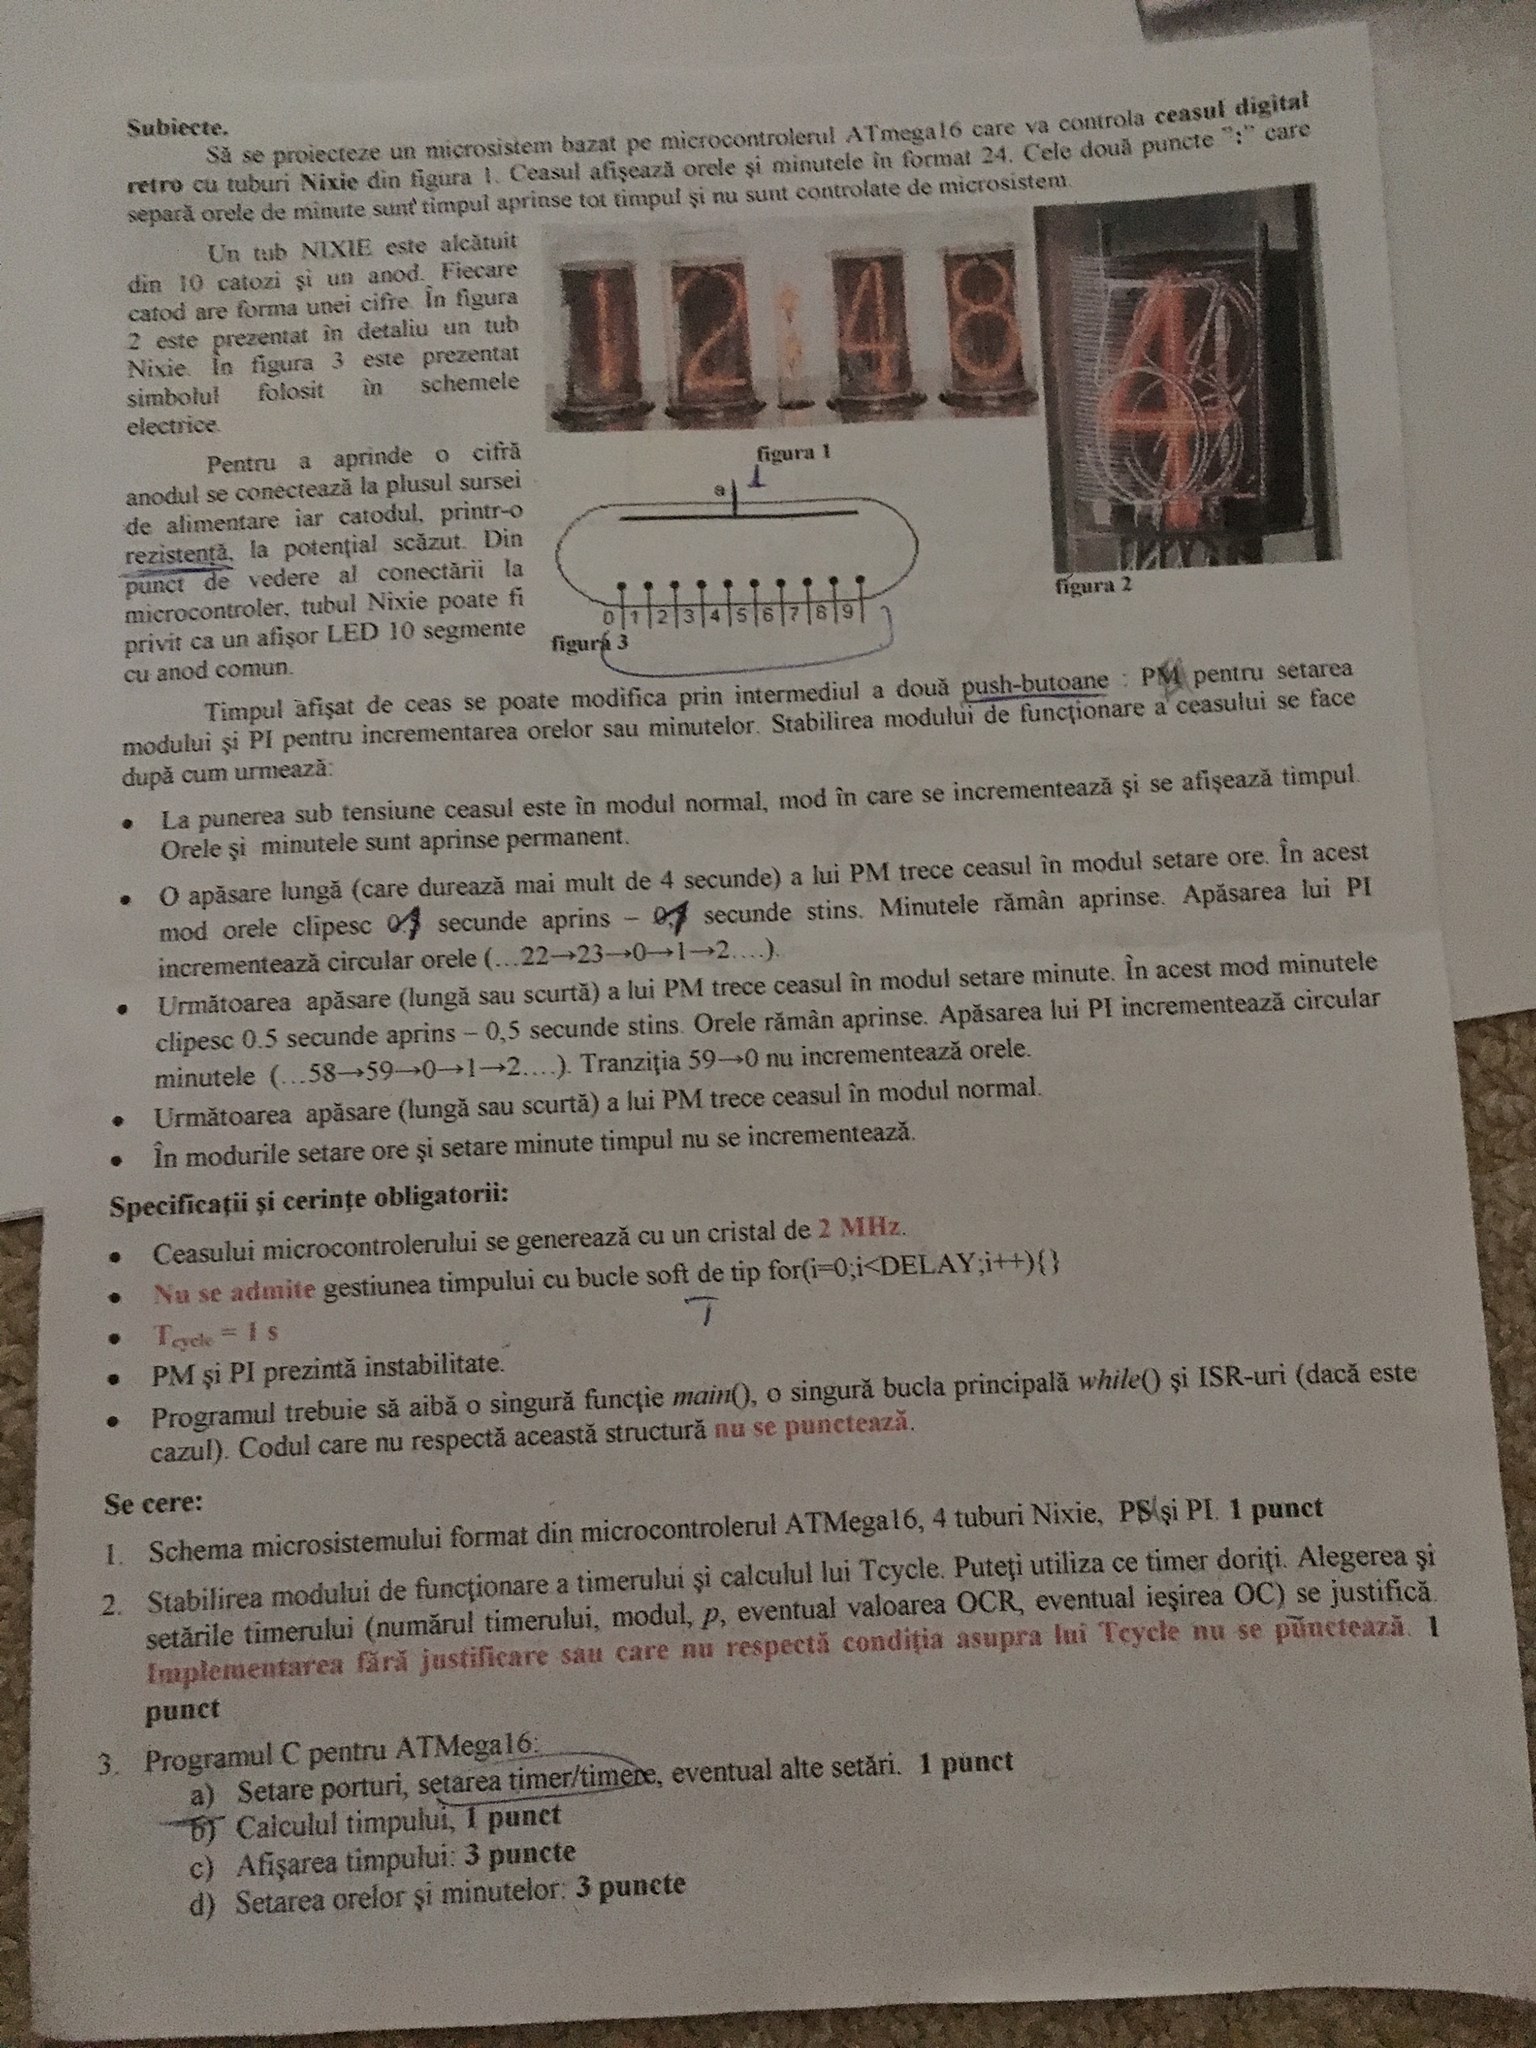 Subiecte.
Să se proiecteze un microsistem bazat pe microcontrolerul ATmega16 care va controla ceasul digital
retro cu tuburi Nixie din figura 1. Ceasul afişează orele şi minutele în format 24. Cele două puncte ":" care
separă orele de minute sunt timpul aprinse tot timpul şi nu sunt controlate de microsistem.
Un tub NIXIE este alcătuit
din 10 catozi şi un anod. Fiecare
catod are forma unei cifre. În figura
2 este prezentat în detaliu un tub
Nixie. În figura 3 este prezentat
simbolul folosit în schemele
electrice.
12:48
4
figura 1
figura 2
Pentru a aprinde o cifră
anodul se conectează la plusul sursei
de alimentare iar catodul, printr-o
rezistenţă, la potenţial scăzut. Din
punct de vedere al conectării la
microcontroler, tubul Nixie poate fi
privit ca un afişor LED 10 segmente
cu anod comun.
a 1
0 1 2 3 4 5 6 7 8 9
figura 3
Timpul afişat de ceas se poate modifica prin intermediul a două push-butoane : PM pentru setarea
modului şi PI pentru incrementarea orelor sau minutelor. Stabilirea modului de funcţionare a ceasului se face
după cum urmează:
• La punerea sub tensiune ceasul este în modul normal, mod în care se incrementează şi se afişează timpul.
Orele şi minutele sunt aprinse permanent.
• O apăsare lungă (care durează mai mult de 4 secunde) a lui PM trece ceasul în modul setare ore. În acest
mod orele clipesc secunde aprins – secunde stins. Minutele rămân aprinse. Apăsarea lui PI
incrementează circular orele (…22→23→0→1→2….).
• Următoarea apăsare (lungă sau scurtă) a lui PM trece ceasul în modul setare minute. În acest mod minutele
clipesc 0.5 secunde aprins – 0,5 secunde stins. Orele rămân aprinse. Apăsarea lui PI incrementează circular
minutele (…58→59→0→1→2….). Tranziţia 59→0 nu incrementează orele.
• Următoarea apăsare (lungă sau scurtă) a lui PM trece ceasul în modul normal.
• În modurile setare ore şi setare minute timpul nu se incrementează.
Specificaţii şi cerinţe obligatorii:
• Ceasului microcontrolerului se generează cu un cristal de 2 MHz.
• Nu se admite gestiunea timpului cu bucle soft de tip for(i=0;i<DELAY;i++){}
• Tcycle = 1 s
• PM şi PI prezintă instabilitate.
• Programul trebuie să aibă o singură funcţie main(), o singură bucla principală while() şi ISR-uri (dacă este
cazul). Codul care nu respectă această structură nu se punctează.
Se cere:
1. Schema microsistemului format din microcontrolerul ATMega16, 4 tuburi Nixie, PS şi PI. 1 punct
2. Stabilirea modului de funcţionare a timerului şi calculul lui Tcycle. Puteţi utiliza ce timer doriţi. Alegerea şi
setările timerului (numărul timerului, modul, p, eventual valoarea OCR, eventual ieşirea OC) se justifică.
Implementarea fără justificare sau care nu respectă condiţia asupra lui Tcycle nu se punctează. 1
punct
3. Programul C pentru ATMega16:
a) Setare porturi, setarea timer/timere, eventual alte setări. 1 punct
b) Calculul timpului, 1 punct
c) Afişarea timpului: 3 puncte
d) Setarea orelor şi minutelor: 3 puncte